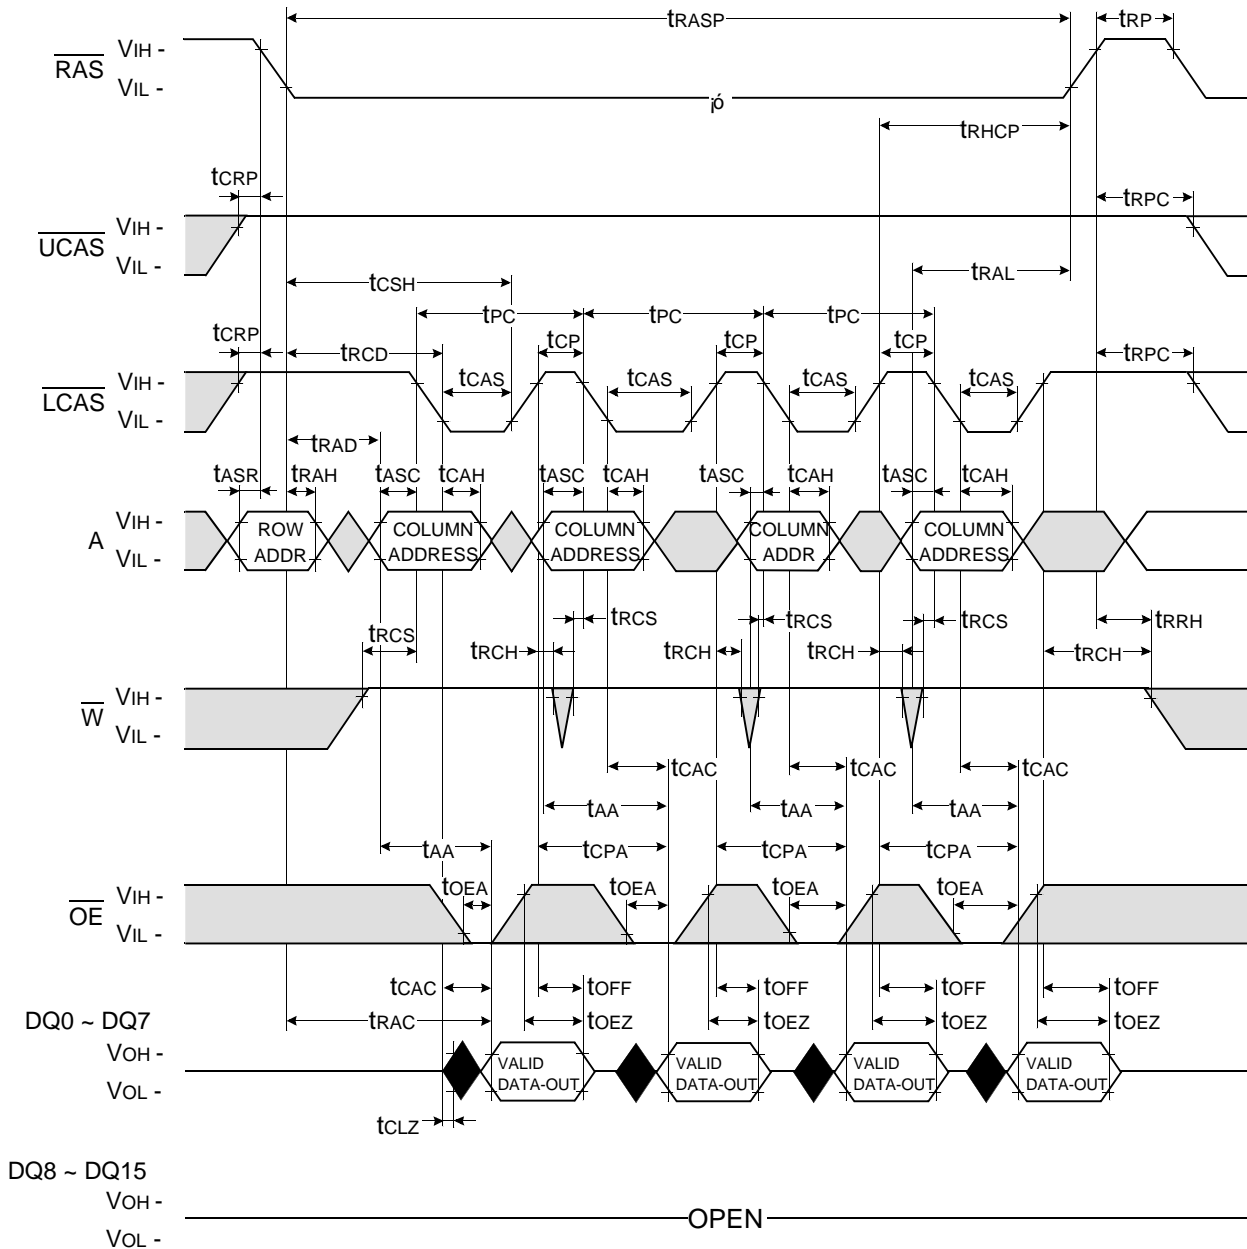 tRASP
tRP
RAS
VIH -
VIL -
¡ó
tRHCP
tCRP
tRPC
UCAS
VIH -
VIL -
tCSH
tRAL
tPC
tPC
tPC
tCRP
tRCD
tCP
tCP
tCP
tRPC
LCAS
VIH -
VIL -
tCAS
tCAS
tCAS
tCAS
tRAD
tASR
tRAH
tASC
tCAH
tASC
tCAH
tASC
tCAH
tASC
tCAH
A
VIH -
VIL -
ROW
ADDR
COLUMN
ADDRESS
COLUMN
ADDRESS
COLUMN
ADDR
COLUMN
ADDRESS
tRCS
tRCS
tRCS
tRCS
tRRH
tRCH
tRCH
tRCH
tRCH
W
VIH -
VIL -
tCAC
tCAC
tCAC
tAA
tAA
tAA
tAA
tCPA
tCPA
tCPA
OE
VIH -
VIL -
tOEA
tOEA
tOEA
tOEA
tCAC
tOFF
tOFF
tOFF
tOFF
tRAC
tOEZ
tOEZ
tOEZ
tOEZ
DQ0 ~ DQ7
VOH -
VOL -
VALID
DATA-OUT
VALID
DATA-OUT
VALID
DATA-OUT
VALID
DATA-OUT
tCLZ
DQ8 ~ DQ15
VOH -
VOL -
OPEN